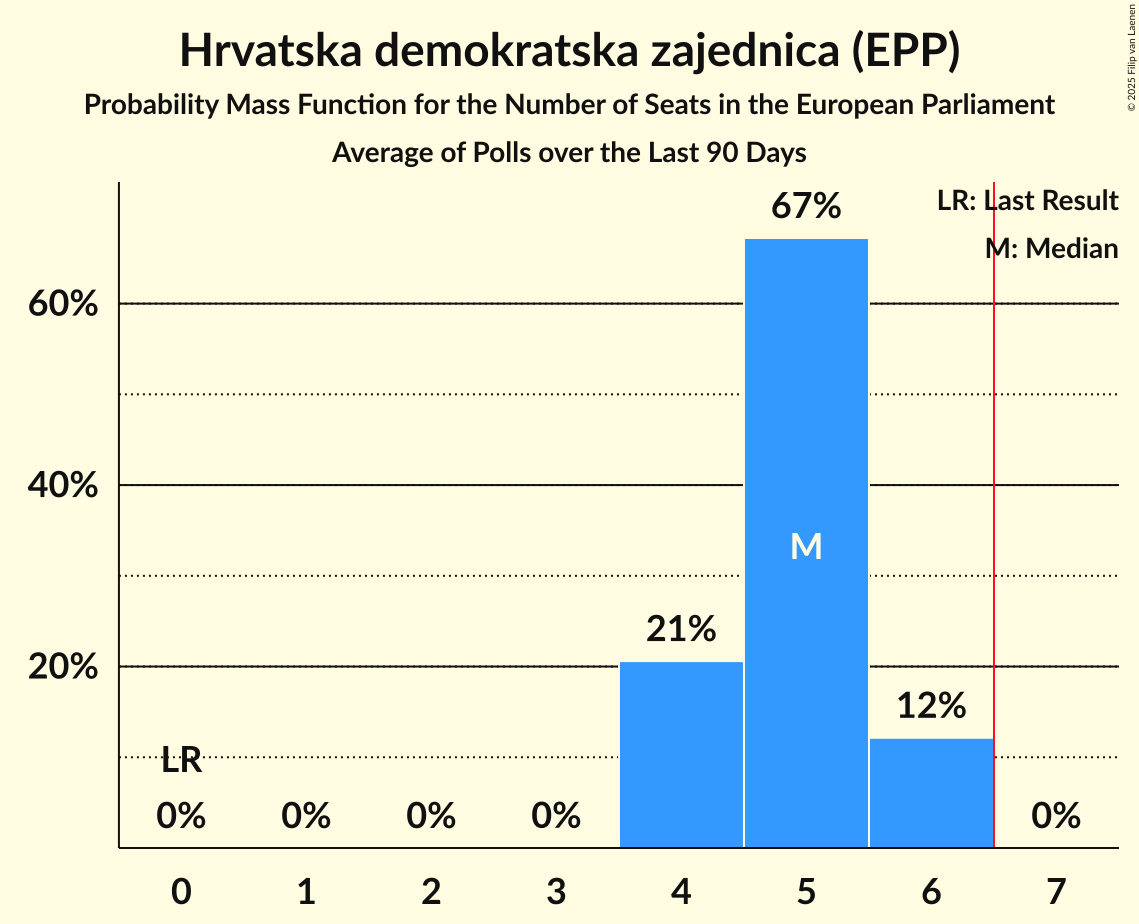 Hrvatska demokratska zajednica (EPP)
Probability Mass Function for the Number of Seats in the European Parliament
Average of Polls over the Last 90 Days
© 2025 Filip van Laenen
LR: Last Result
M: Median
67%
60%
40%
M
21%
20%
12%
LR
0% 0% 0% 0% 0%
0 1 2 3 4 5 6 7